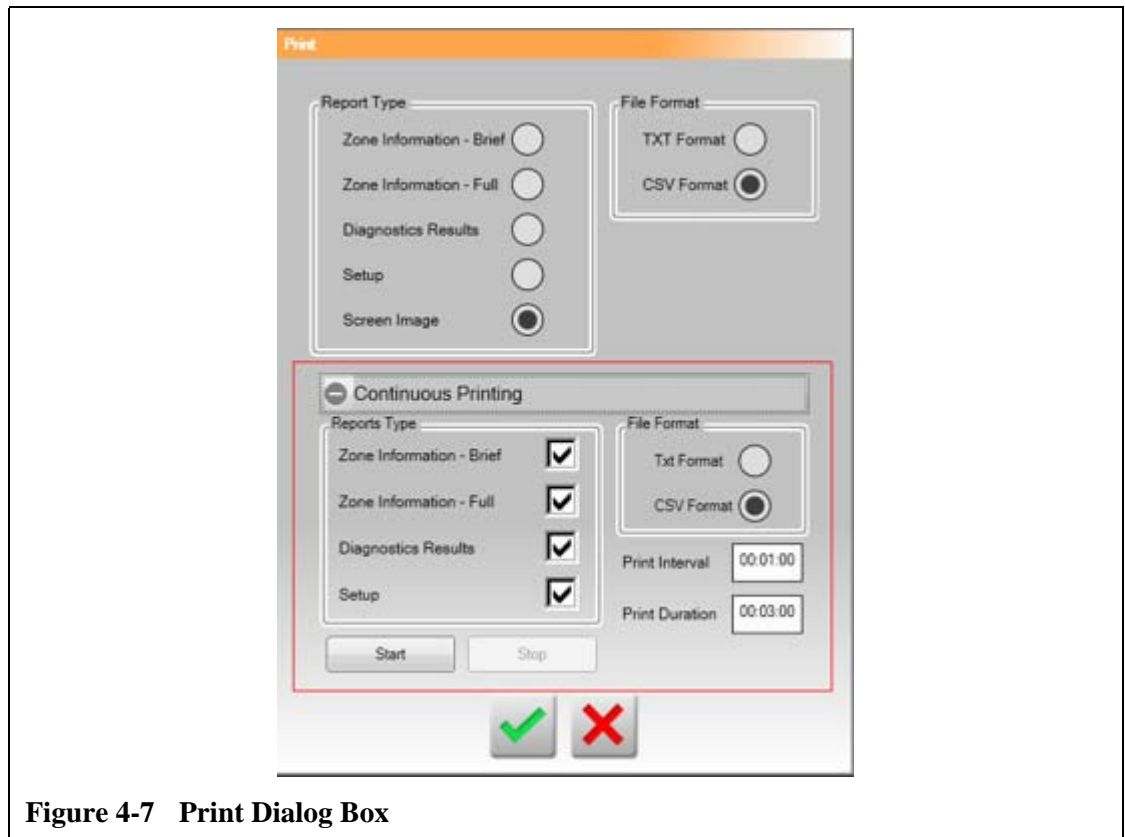 Print
Report Type
Zone Information - Brief
Zone Information - Full
Diagnostics Results
Setup
Screen Image
File Format
TXT Format
CSV Format
Continuous Printing
Reports Type
Zone Information - Brief
Zone Information - Full
Diagnostics Results
Setup
File Format
Txt Format
CSV Format
Print Interval 00:01:00
Print Duration 00:03:00
Start Stop
Figure 4-7 Print Dialog Box